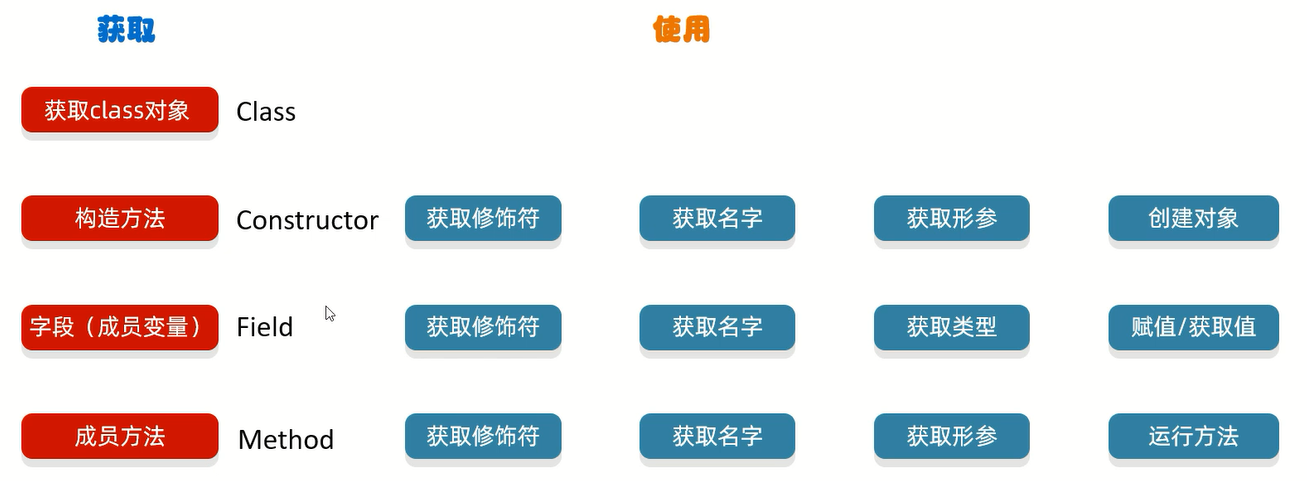 获取 使用
获取class对象 Class
构造方法 Constructor 获取修饰符 获取名字 获取形参 创建对象
字段（成员变量） Field 获取修饰符 获取名字 获取类型 赋值/获取值
成员方法 Method 获取修饰符 获取名字 获取形参 运行方法